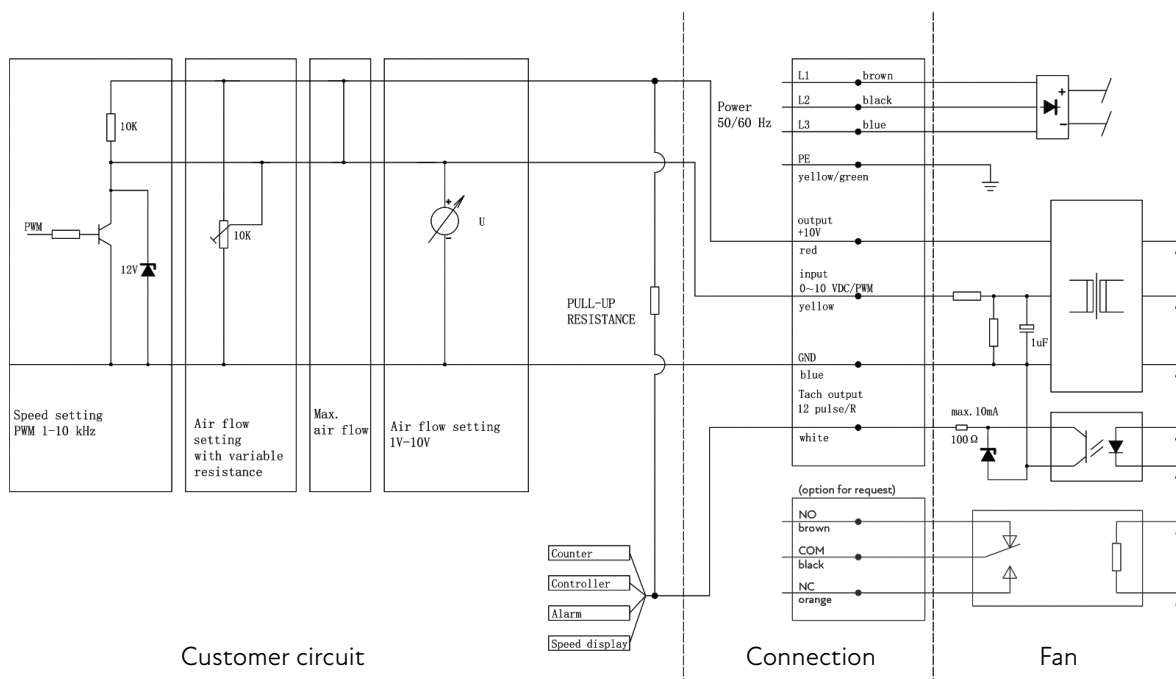 10K
PWM
12V
Speed setting
PWM 1-10 kHz
10K
Air flow
setting
with variable
resistance
Max.
air flow
+
U
-
Air flow setting
1V-10V
PULL-UP
RESISTANCE
Counter
Controller
Alarm
Speed display
Customer circuit
Power
50/60 Hz
L1 brown
L2 black
L3 blue
PE
yellow/green
output
+10V
red
input
0~10 VDC/PWM
yellow
GND
blue
Tach output
12 pulse/R
white
(option for request)
NO
brown
COM
black
NC
orange
Connection
+
-
1uF
max.10mA
100Ω
Fan